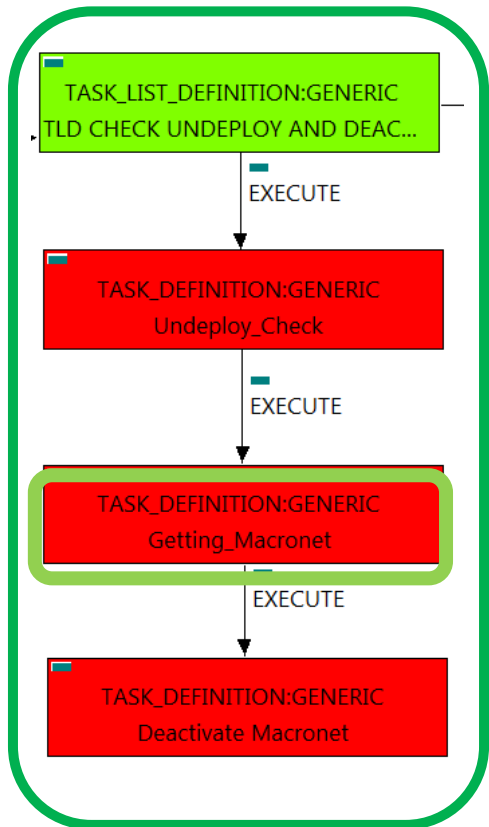 TASK_LIST_DEFINITION:GENERIC
TLD CHECK UNDEPLOY AND DEAC...
EXECUTE
TASK_DEFINITION:GENERIC
Undeploy_Check
EXECUTE
TASK_DEFINITION:GENERIC
Getting_Macronet
EXECUTE
TASK_DEFINITION:GENERIC
Deactivate Macronet